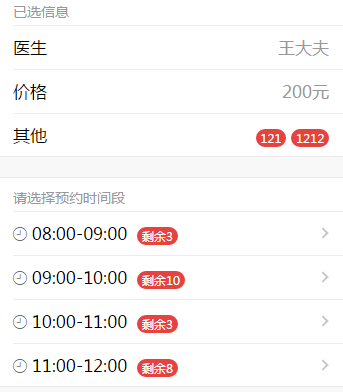 已选信息
医生 王大夫
价格 200元
其他 121 1212
请选择预约时间段
08:00-09:00 剩余3
09:00-10:00 剩余10
10:00-11:00 剩余3
11:00-12:00 剩余8